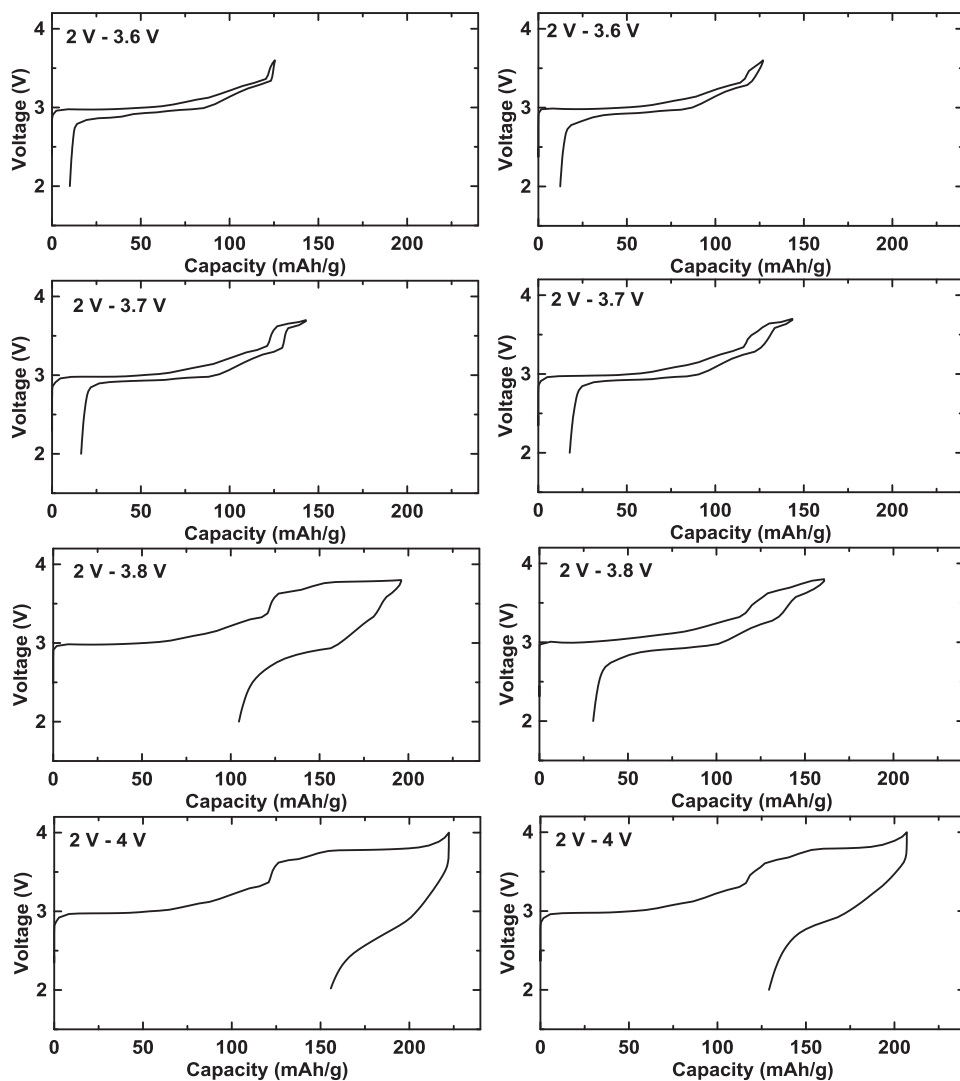 2 V - 3.6 V
Voltage (V)
4
3
2
0 50 100 150 200
Capacity (mAh/g)
2 V - 3.6 V
Voltage (V)
4
3
2
0 50 100 150 200
Capacity (mAh/g)
2 V - 3.7 V
Voltage (V)
4
3
2
0 50 100 150 200
Capacity (mAh/g)
2 V - 3.7 V
Voltage (V)
4
3
2
0 50 100 150 200
Capacity (mAh/g)
2 V - 3.8 V
Voltage (V)
4
3
2
0 50 100 150 200
Capacity (mAh/g)
2 V - 3.8 V
Voltage (V)
4
3
2
0 50 100 150 200
Capacity (mAh/g)
2 V - 4 V
Voltage (V)
4
3
2
0 50 100 150 200
Capacity (mAh/g)
2 V - 4 V
Voltage (V)
4
3
2
0 50 100 150 200
Capacity (mAh/g)